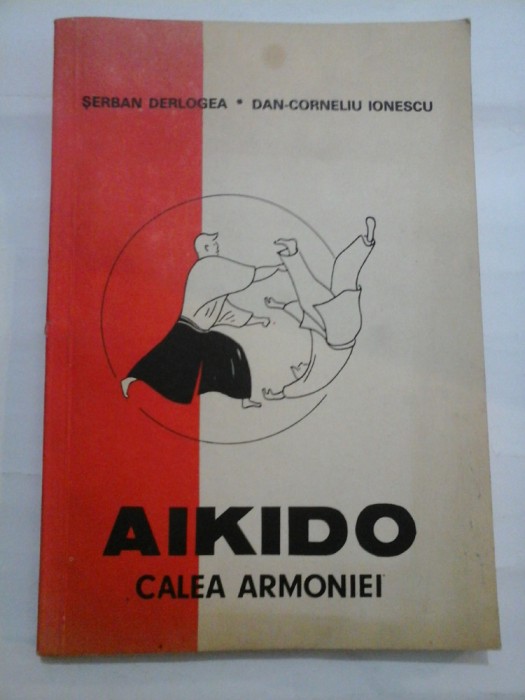 ŞERBAN DERLOGEA • DAN-CORNELIU IONESCU
AIKIDO
CALEA ARMONIEI